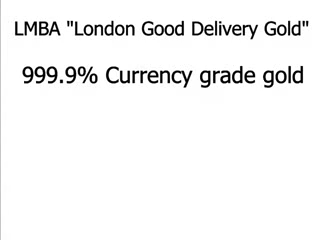 LMBA "London Good Delivery Gold"
999.9% Currency grade gold